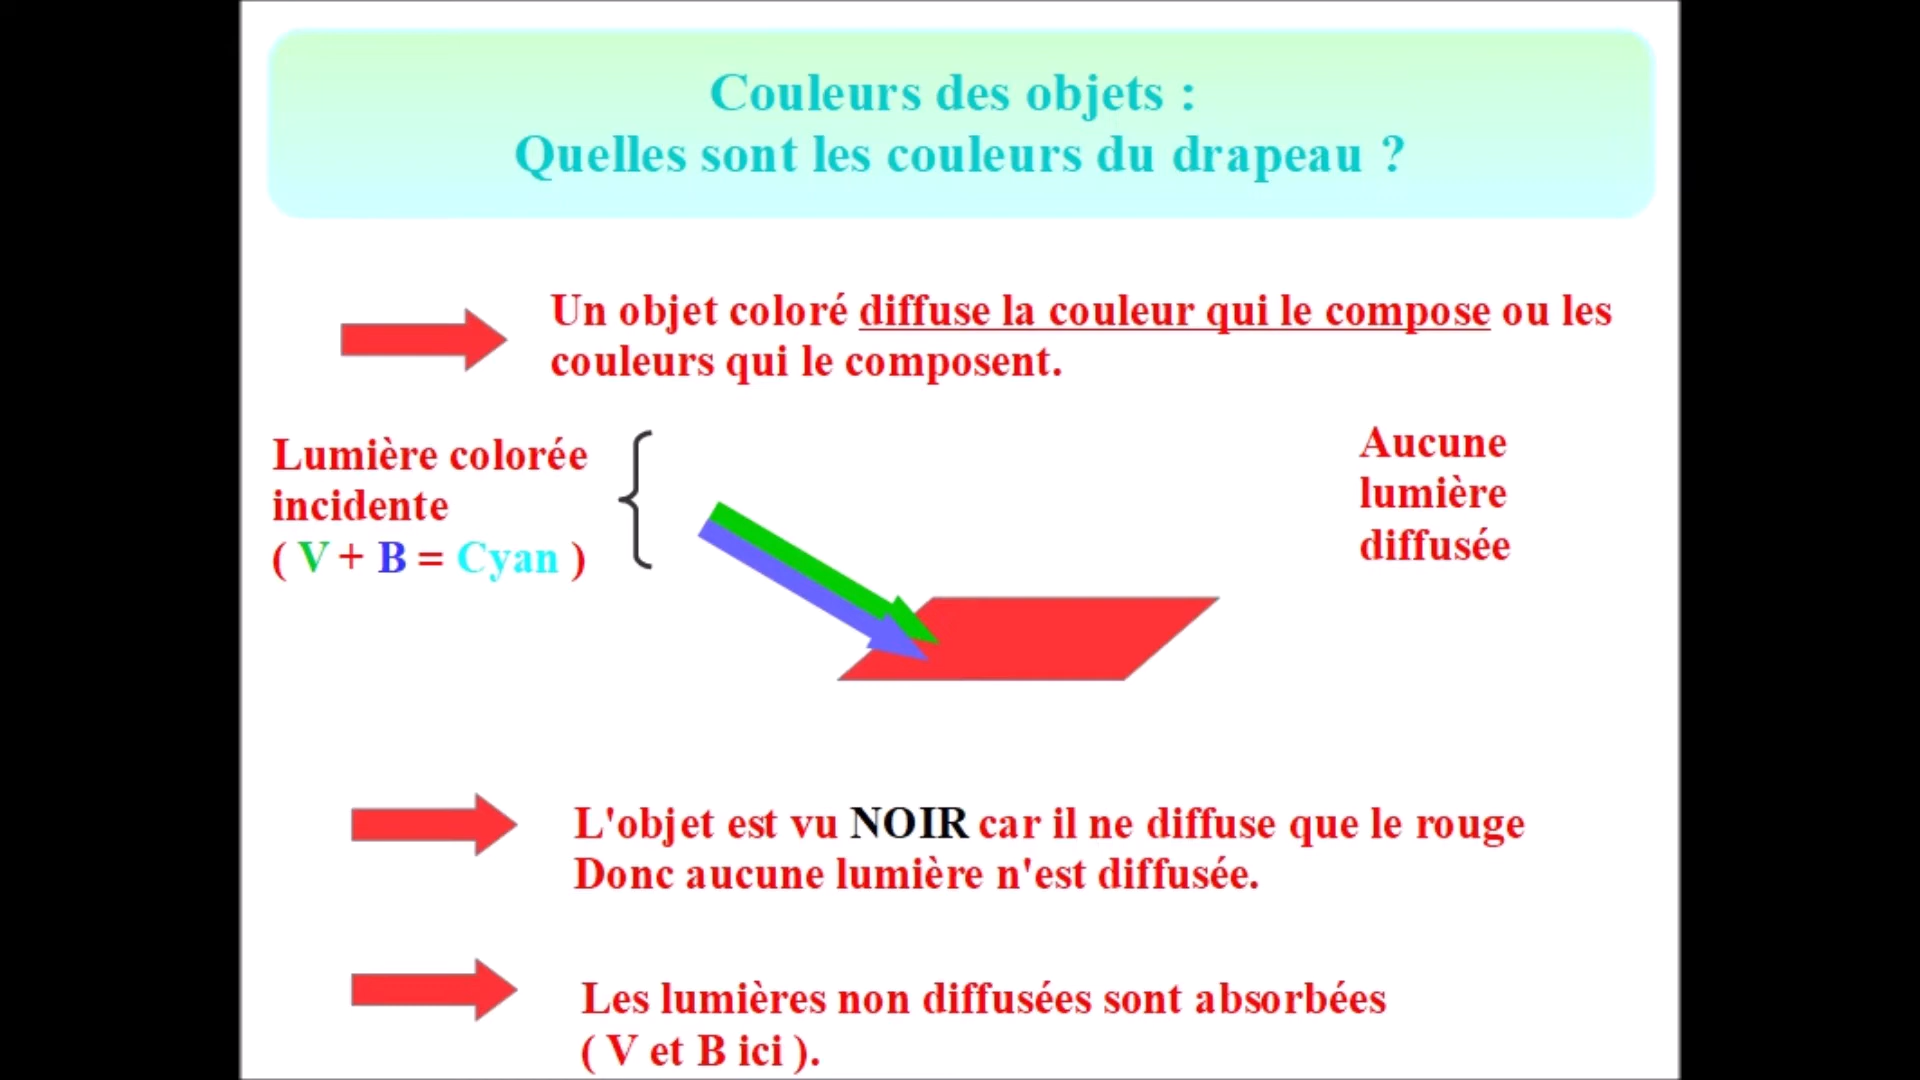 Couleurs des objets :
Quelles sont les couleurs du drapeau ?
Un objet coloré diffuse la couleur qui le compose ou les
couleurs qui le composent.
Lumière colorée
incidente
( V + B = Cyan )
Aucune
lumière
diffusée
L'objet est vu NOIR car il ne diffuse que le rouge
Donc aucune lumière n'est diffusée.
Les lumières non diffusées sont absorbées
( V et B ici ).